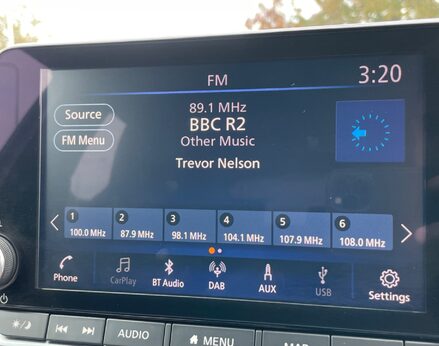 FM
3:20
Source
FM Menu
89.1 MHz
BBC R2
Other Music
Trevor Nelson
1 2 3 4 5 6
100.0 MHz 87.9 MHz 98.1 MHz 104.1 MHz 107.9 MHz 108.0 MHz
Phone CarPlay BT Audio DAB AUX USB Settings
AUDIO MENU